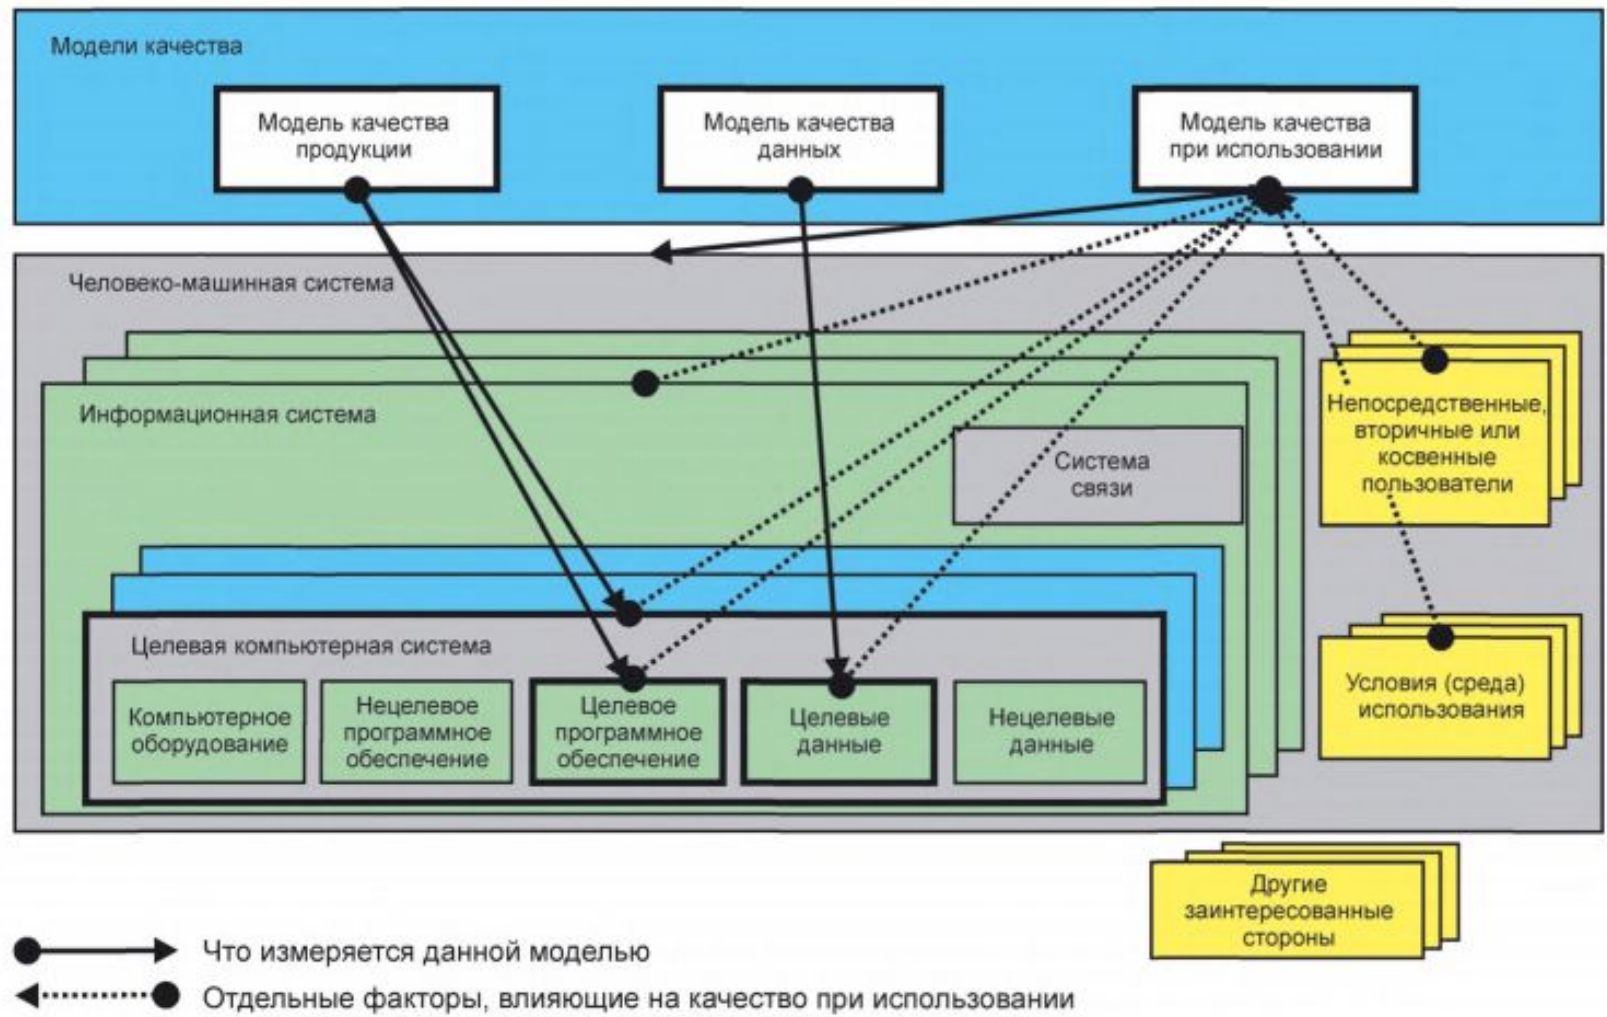 Модели качества
Модель качества
продукции
Модель качества
данных
Модель качества
при использовании
Человеко-машинная система
Информационная система
Система
связи
Непосредственные,
вторичные или
косвенные
пользователи
Целевая компьютерная система
Компьютерное
оборудование
Нецелевое
программное
обеспечение
Целевое
программное
обеспечение
Целевые
данные
Нецелевые
данные
Условия (среда)
использования
Другие
заинтересованные
стороны
Что измеряется данной моделью
Отдельные факторы, влияющие на качество при использовании